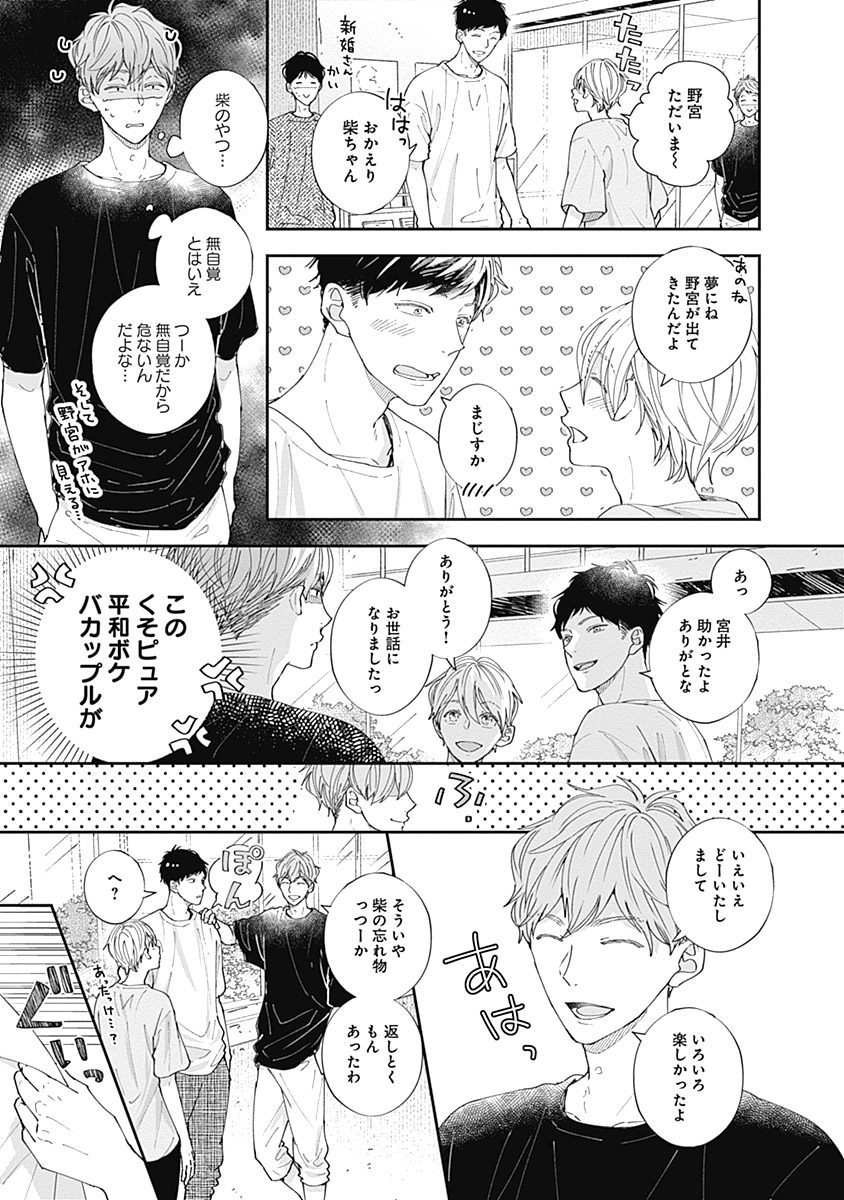 たたたっ
野宮
ただいま〜
新婚さん
かい
ははっ
おかえり
柴ちゃん
あのね
夢にね
野宮が出て
きたんだよ
まじすか
柴のやつ…
無自覚
とはいえ
つーか
無自覚だから
危ないん
だよな…
そして
野宮がアホに
見える…
あっ
宮井
助かったよ
ありがとな
ありがとう！
お世話に
なりましたっ
この
くそピュア
平和ボケ
バカップルが
ふ
いえいえ
どーいたし
まして
あはっ
いろいろ
楽しかったよ
ぽん
そういや
柴の忘れ物
っつーか
返しとく
もん
あったわ
へ？
あったっけ…？
ぐいっ